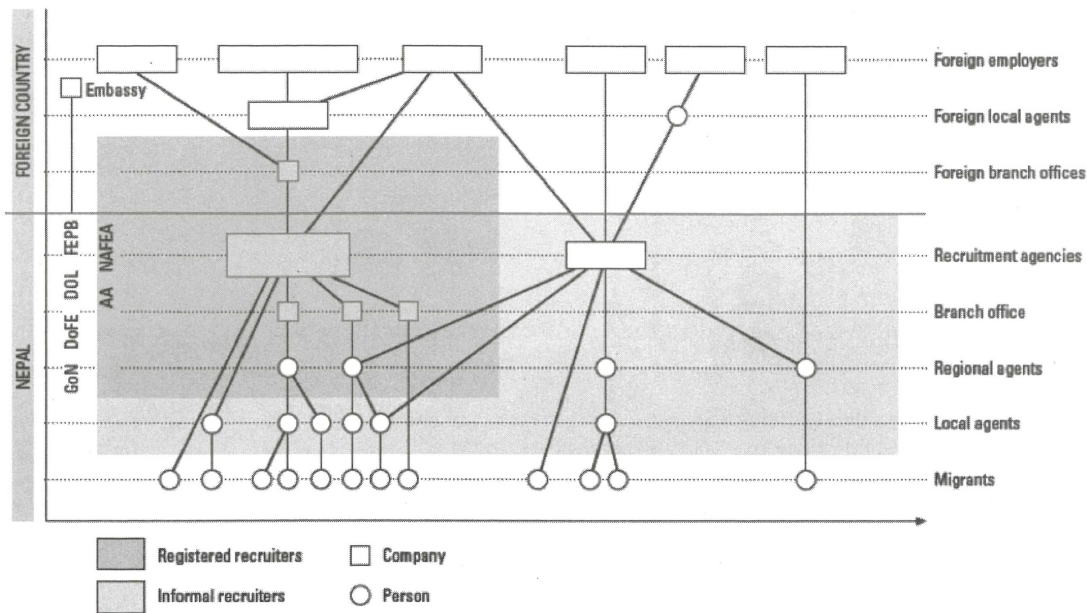 FOREIGN COUNTRY
NEPAL
Embassy
FEPB
DOL
DoFE
GoN
NAFEA
AA
Foreign employers
Foreign local agents
Foreign branch offices
Recruitment agencies
Branch office
Regional agents
Local agents
Migrants
Registered recruiters
Company
Informal recruiters
Person